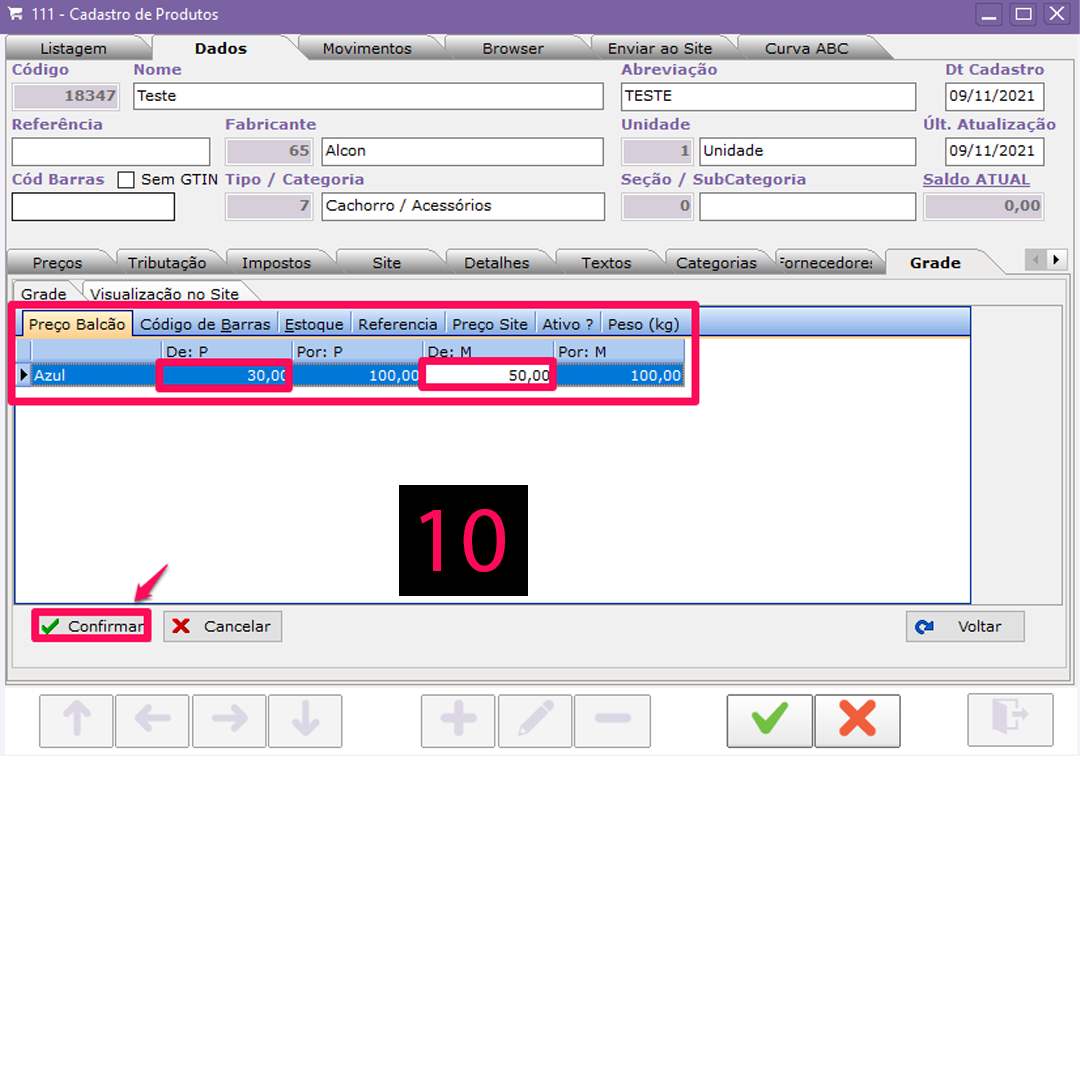 111 - Cadastro de Produtos
Listagem Dados Movimentos Browser Enviar ao Site Curva ABC
Código Nome Abreviação Dt Cadastro
18347 Teste TESTE 09/11/2021
Referência Fabricante Unidade Últ. Atualização
65 Alcon 1 Unidade 09/11/2021
Cód Barras Sem GTIN Tipo / Categoria Seção / SubCategoria Saldo ATUAL
7 Cachorro / Acessórios 0 0,00
Preços Tributação Impostos Site Detalhes Textos Categorias Fornecedores Grade
Grade Visualização no Site
Preço Balcão Código de Barras Estoque Referencia Preço Site Ativo ? Peso (kg)
De: P Por: P De: M Por: M
Azul 30,00 100,00 50,00 100,00
10
Confirmar Cancelar Voltar